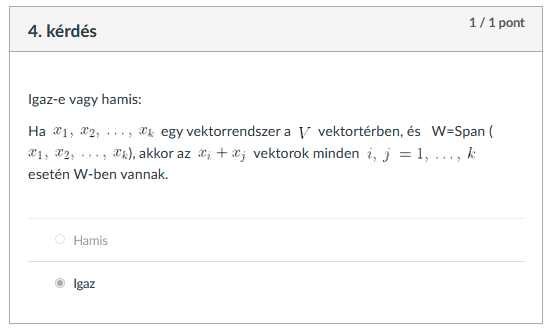 4. kérdés
1 / 1 pont
Igaz-e vagy hamis:
Ha x₁, x₂, ..., xₖ egy vektorrendszer a V vektortérben, és W=Span (
x₁, x₂, ..., xₖ), akkor az xᵢ + xⱼ vektorok minden i, j = 1, ..., k
esetén W-ben vannak.
Hamis
Igaz